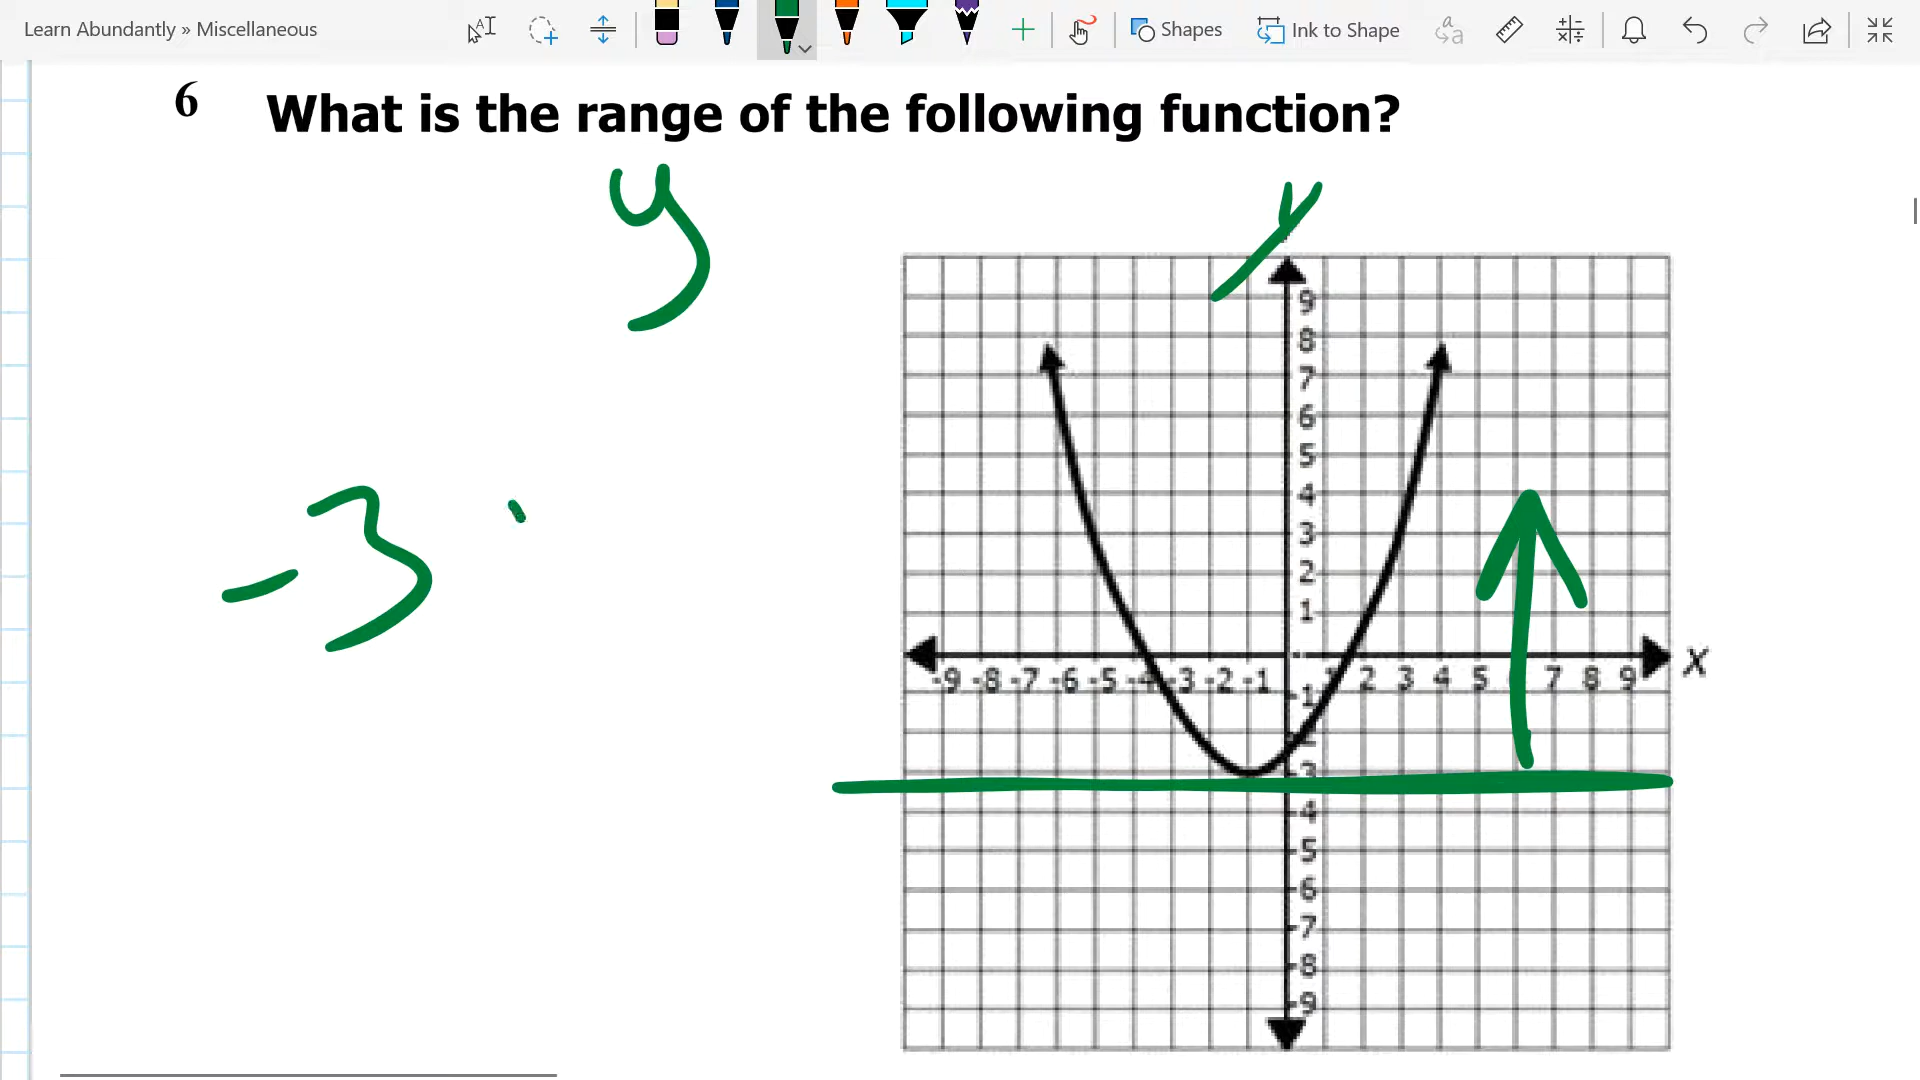 Learn Abundantly » Miscellaneous
Shapes
Ink to Shape
6 What is the range of the following function?
y
y
9
8
7
6
5
4
-3
3
2
1
-9 -8 -7 -6 -5 -4 -3 -2 -1 1 2 3 4 5 7 8 9 x
-1
-2
-3
-4
-5
-6
-7
-8
-9